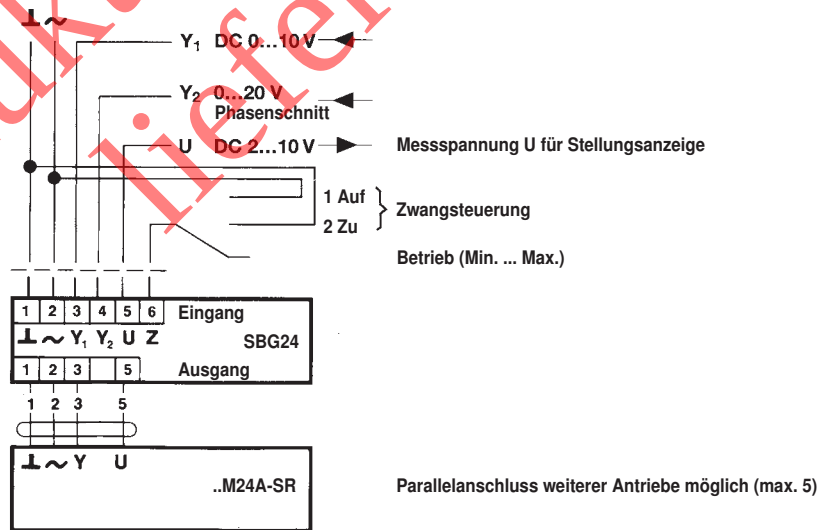 ⊥ ~
Y₁ DC 0...10 V
Y₂ 0...20 V
Phasenschnitt
U DC 2...10 V
Messspannung U für Stellungsanzeige
1 Auf
2 Zu
Zwangsteuerung
Betrieb (Min. ... Max.)
1 2 3 4 5 6 Eingang
⊥ ~ Y₁ Y₂ U Z SBG24
1 2 3 5 Ausgang
1 2 3 5
⊥ ~ Y U
..M24A-SR
Parallelanschluss weiterer Antriebe möglich (max. 5)
liefer